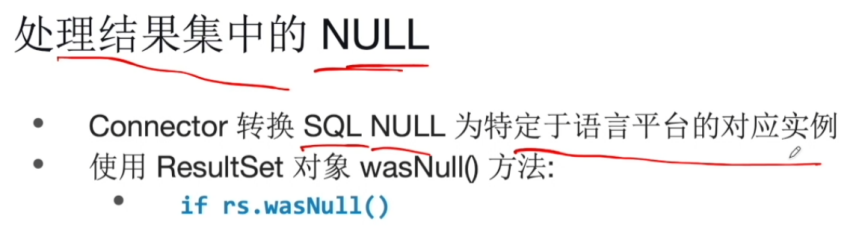 处理结果集中的 NULL
Connector 转换 SQL NULL 为特定于语言平台的对应实例
使用 ResultSet 对象 wasNull() 方法:
if rs.wasNull()